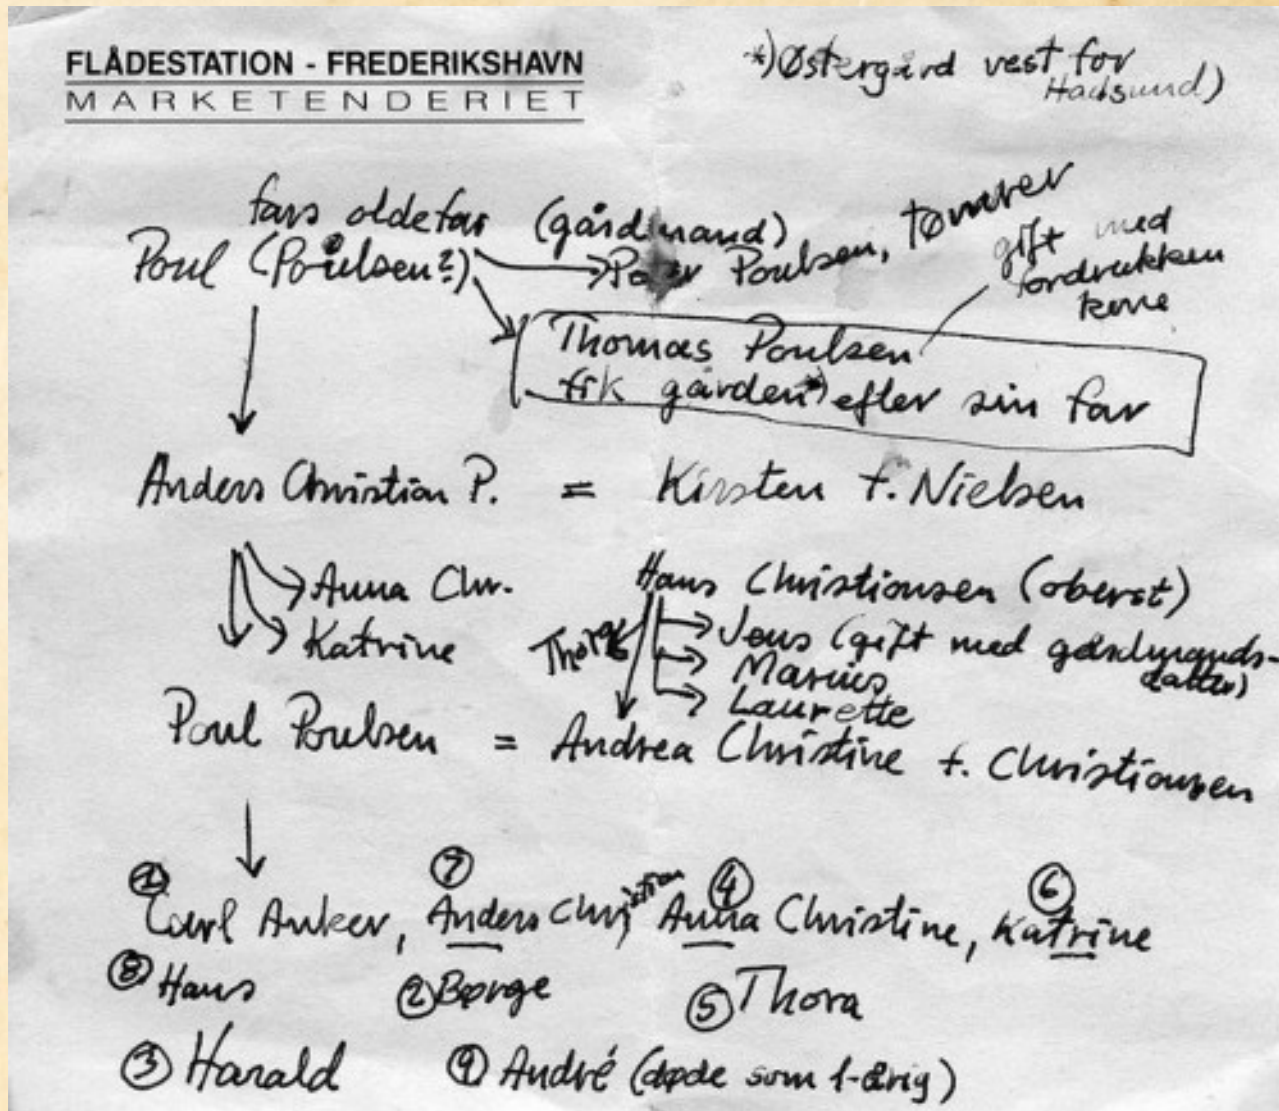 FLÅDESTATION - FREDERIKSHAVN
MARKETENDERIET
*) Østergård vest for
Hadsund)
fars oldefar (gårdmand)
Poul (Poulsen?) Poulsen, tømrer
gift med
fordrukken
kone
Thomas Poulsen
fik gården*) efter sin far
Anders Christian P. = Kirsten f. Nielsen
Anna Chr.
Katrine
Hans Christiansen (oberst)
Thora
Jens (gift med gårdmands-
datter)
Marius
Laurette
Poul Poulsen = Andrea Christine f. Christiansen
① Carl Anker, ⑦ Anders Christian ④ Anna Christine, ⑥ Katrine
⑧ Hans ② Børge ⑤ Thora
③ Harald ⑨ André (døde som 1-årig)